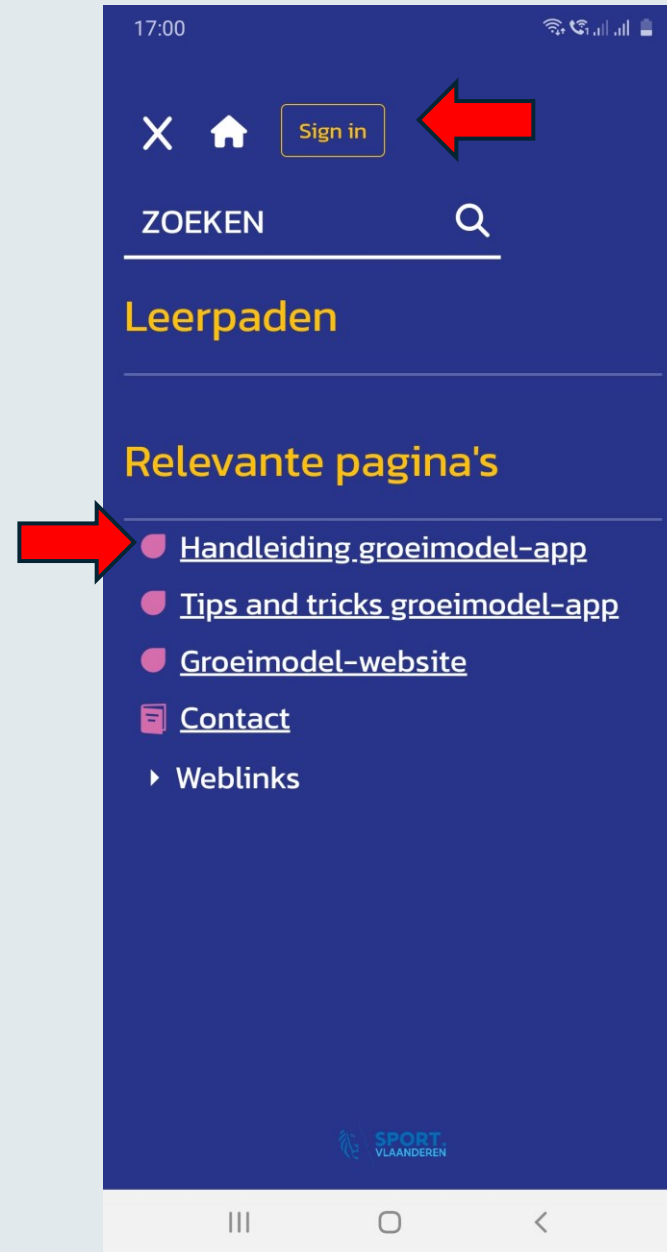 17:00
Sign in
ZOEKEN
Leerpaden
Relevante pagina's
Handleiding groeimodel-app
Tips and tricks groeimodel-app
Groeimodel-website
Contact
Weblinks
SPORT.
VLAANDEREN